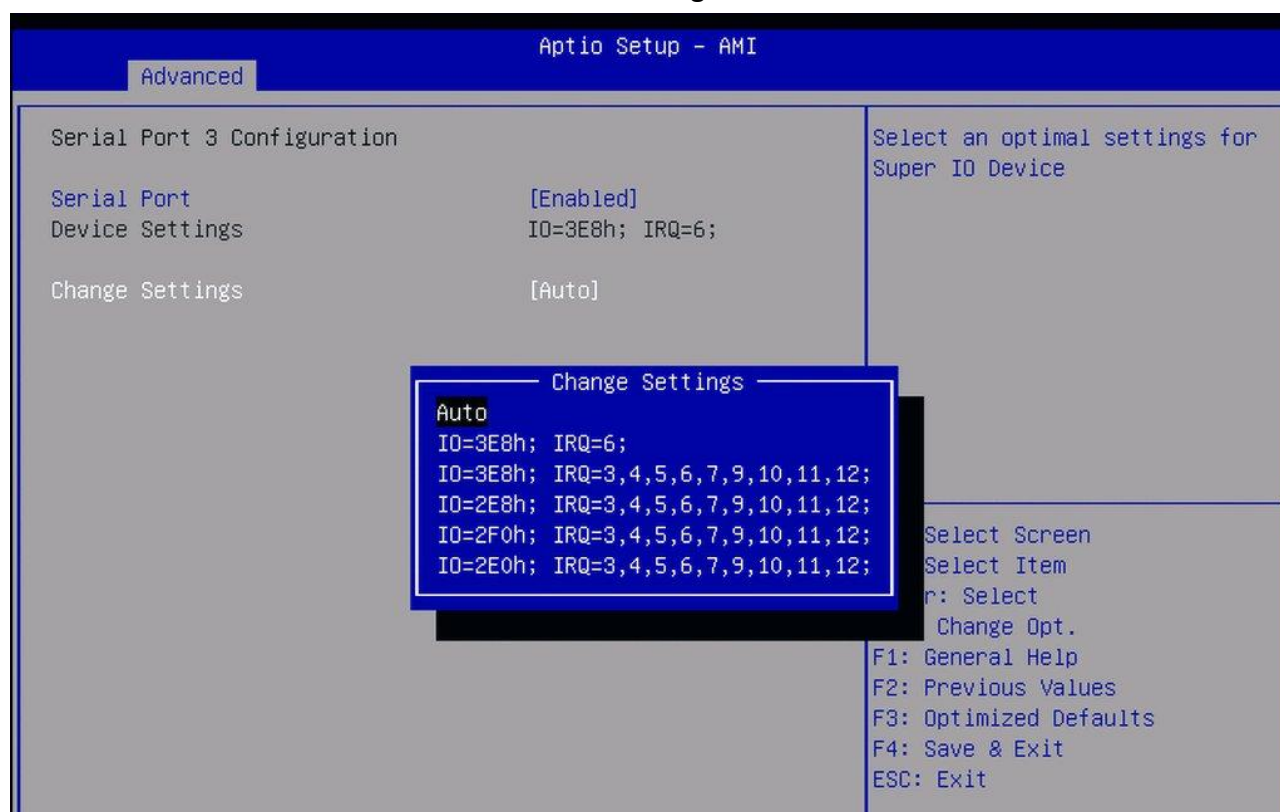 Aptio Setup – AMI
Advanced
Serial Port 3 Configuration
Serial Port [Enabled]
Device Settings IO=3E8h; IRQ=6;
Change Settings [Auto]
Select an optimal settings for
Super IO Device
Change Settings
Auto
IO=3E8h; IRQ=6;
IO=3E8h; IRQ=3,4,5,6,7,9,10,11,12;
IO=2E8h; IRQ=3,4,5,6,7,9,10,11,12;
IO=2F0h; IRQ=3,4,5,6,7,9,10,11,12;
IO=2E0h; IRQ=3,4,5,6,7,9,10,11,12;
Select Screen
Select Item
r: Select
Change Opt.
F1: General Help
F2: Previous Values
F3: Optimized Defaults
F4: Save & Exit
ESC: Exit